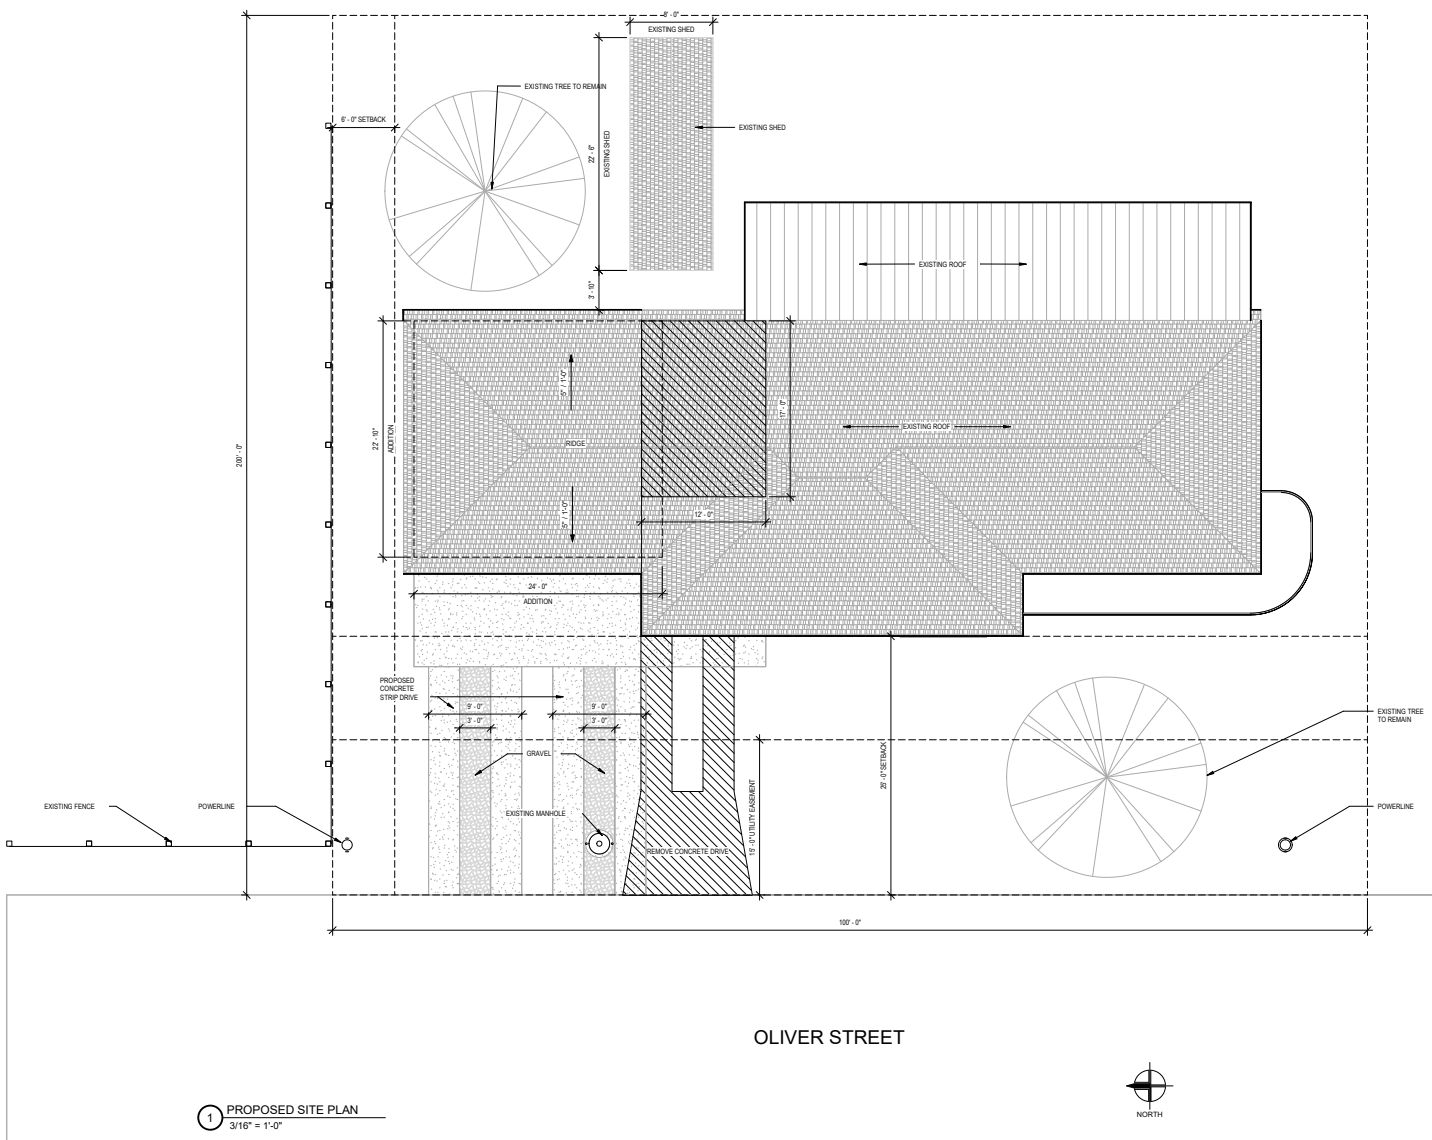 8' - 0"
EXISTING SHED
EXISTING TREE TO REMAIN
6' - 0" SETBACK
EXISTING SHED
22' - 6"
EXISTING SHED
3' - 10"
EXISTING ROOF
200' - 0"
22' - 10"
ADDITION
5" / 1'-0"
RIDGE
5" / 1'-0"
17' - 0"
EXISTING ROOF
12' - 0"
24' - 0"
ADDITION
PROPOSED
CONCRETE
STRIP DRIVE
9' - 0"
9' - 0"
3' - 0"
3' - 0"
GRAVEL
EXISTING MANHOLE
REMOVE CONCRETE DRIVE
15' - 0" UTILITY EASEMENT
25' - 0" SETBACK
EXISTING TREE
TO REMAIN
EXISTING FENCE
POWERLINE
POWERLINE
100' - 0"
OLIVER STREET
NORTH
1
PROPOSED SITE PLAN
3/16" = 1'-0"